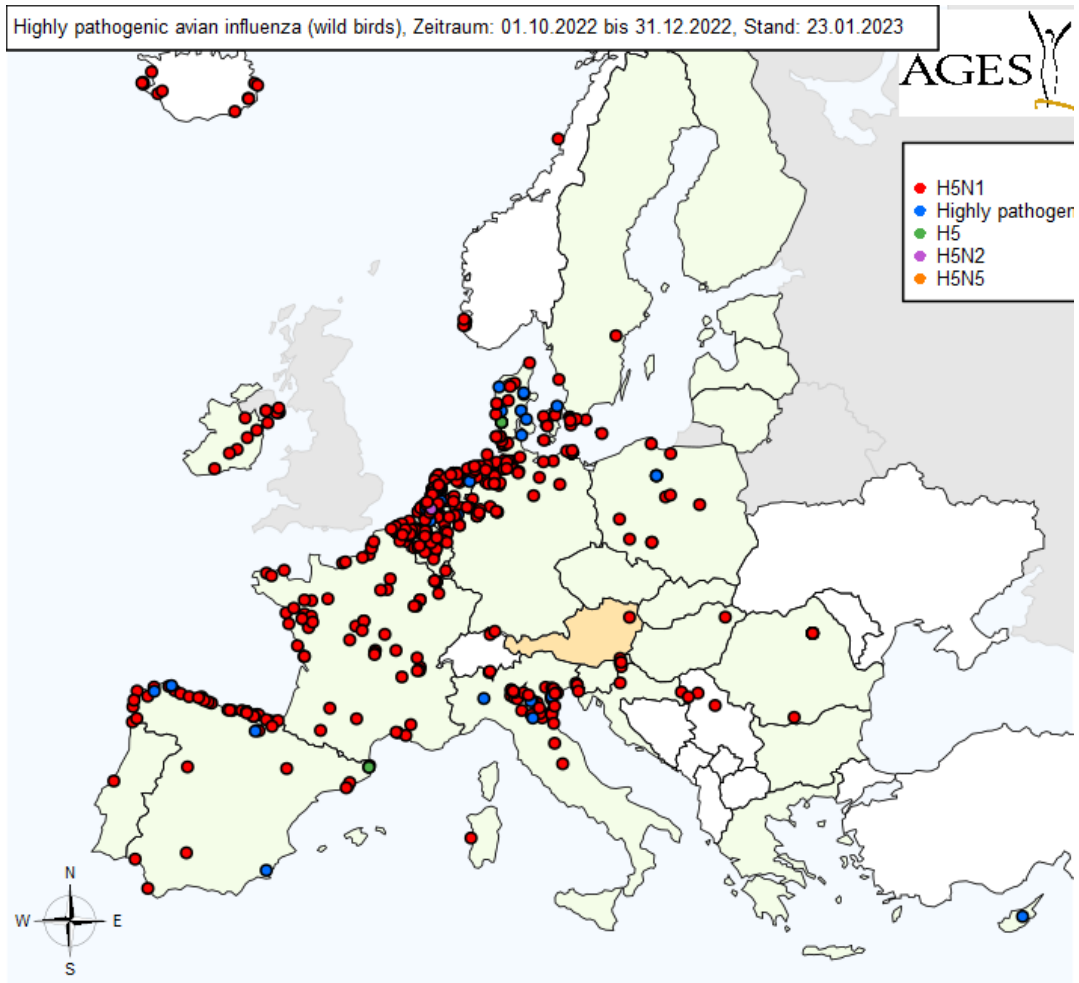 Highly pathogenic avian influenza (wild birds), Zeitraum: 01.10.2022 bis 31.12.2022, Stand: 23.01.2023
AGES
H5N1
Highly pathogen
H5
H5N2
H5N5
N
W E
S